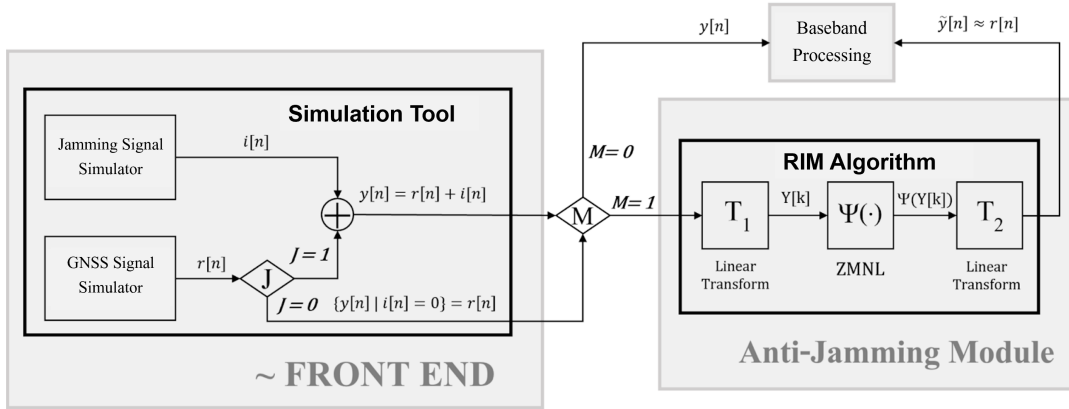 y[n]
Baseband
Processing
ỹ[n] ≈ r[n]
Simulation Tool
Jamming Signal
Simulator
i[n]
y[n] = r[n] + i[n]
GNSS Signal
Simulator
r[n]
J
J = 1
J = 0
{y[n] | i[n] = 0} = r[n]
~ FRONT END
M = 0
M
M = 1
RIM Algorithm
T₁
Y[k]
Ψ(·)
Ψ(Y[k])
T₂
Linear
Transform
ZMNL
Linear
Transform
Anti-Jamming Module